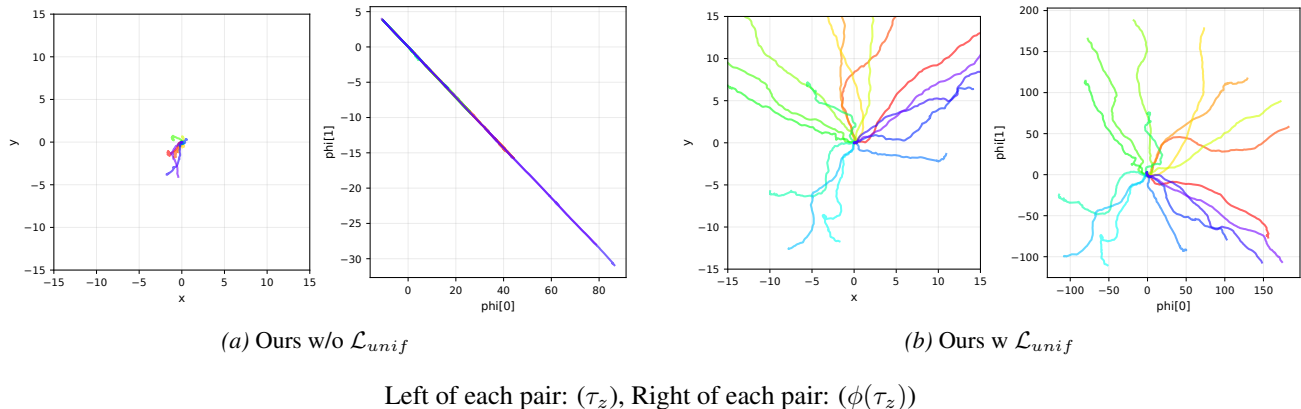 15
10
5
0
−5
−10
−15
−15 −10 −5 0 5 10 15
x
y
5
0
−5
−10
−15
−20
−25
−30
0 20 40 60 80
phi[0]
phi[1]
(a) Ours w/o ℒ_unif
15
10
5
0
−5
−10
−15
−15 −10 −5 0 5 10 15
x
y
200
150
100
50
0
−50
−100
−100 −50 0 50 100 150
phi[0]
phi[1]
(b) Ours w ℒ_unif
Left of each pair: (τ_z), Right of each pair: (ϕ(τ_z))